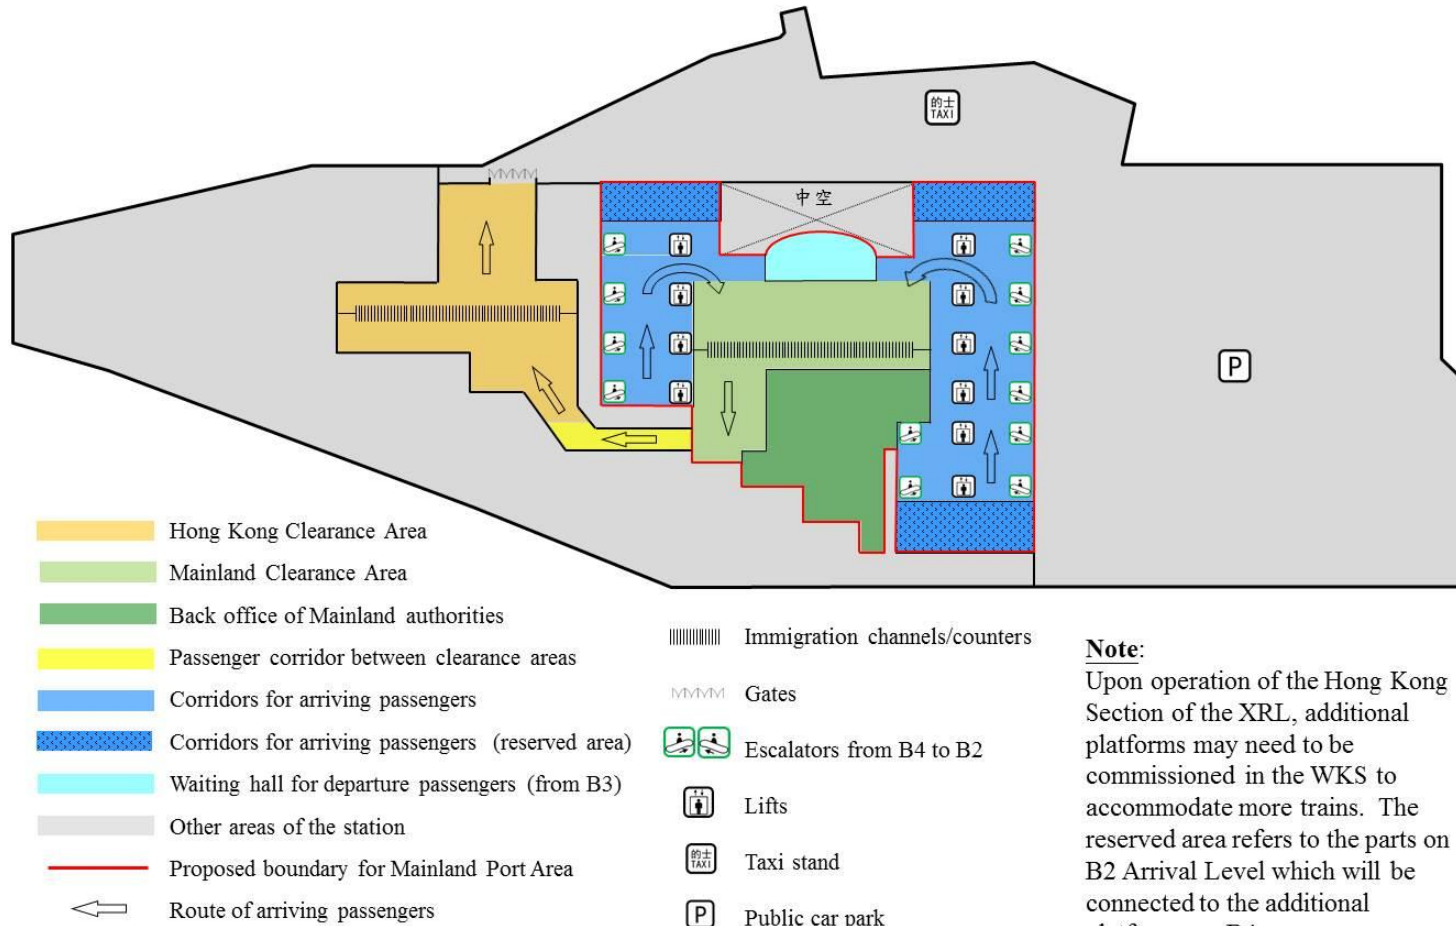 的士
TAXI
中空
P
Hong Kong Clearance Area
Mainland Clearance Area
Back office of Mainland authorities
Passenger corridor between clearance areas
Corridors for arriving passengers
Corridors for arriving passengers (reserved area)
Waiting hall for departure passengers (from B3)
Other areas of the station
Proposed boundary for Mainland Port Area
Route of arriving passengers
Immigration channels/counters
Gates
Escalators from B4 to B2
Lifts
的士
TAXI
Taxi stand
P
Public car park
Note:
Upon operation of the Hong Kong
Section of the XRL, additional
platforms may need to be
commissioned in the WKS to
accommodate more trains. The
reserved area refers to the parts on
B2 Arrival Level which will be
connected to the additional